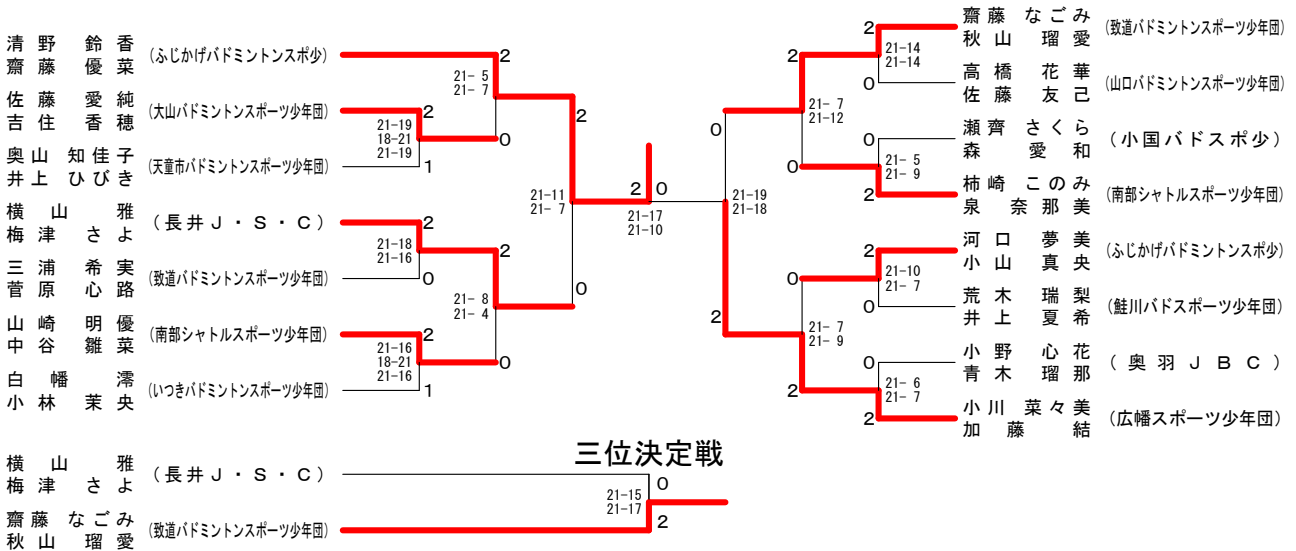 清野 鈴香
齋藤 優菜
(ふじかげバドミントンスポ少)
2
21- 5
21- 7
佐藤 愛純
吉住 香穂
(大山バドミントンスポーツ少年団)
2
0
21-19
18-21
21-19
奥山 知佳子
井上 ひびき
(天童市バドミントンスポーツ少年団)
1
2
21-11
21- 7
横山 雅
梅津 さよ
(長井J・S・C)
2
21-18
21-16
2
三浦 希実
菅原 心路
(致道バドミントンスポーツ少年団)
0
0
21- 8
21- 4
山崎 明優
中谷 雛菜
(南部シャトルスポーツ少年団)
2
21-16
18-21
21-16
0
白幡 澪
小林 茉央
(いつきバドミントンスポーツ少年団)
1
2 0
21-17
21-10
齋藤 なごみ
秋山 瑠愛
(致道バドミントンスポーツ少年団)
2
21-14
21-14
2
高橋 花華
佐藤 友己
(山口バドミントンスポーツ少年団)
0
21- 7
21-12
0
瀬齊 さくら
森 愛和
(小国バドスポ少)
0
21- 5
21- 9
0
柿崎 このみ
泉 奈那美
(南部シャトルスポーツ少年団)
2
21-19
21-18
河口 夢美
小山 真央
(ふじかげバドミントンスポ少)
2
21-10
21- 7
0
荒木 瑞梨
井上 夏希
(鮭川バドスポーツ少年団)
0
2
21- 7
21- 9
小野 心花
青木 瑠那
(奥羽JBC)
0
21- 6
21- 7
2
小川 菜々美
加藤 結
(広幡スポーツ少年団)
2
三位決定戦
横山 雅
梅津 さよ
(長井J・S・C)
0
21-15
21-17
齋藤 なごみ
秋山 瑠愛
(致道バドミントンスポーツ少年団)
2